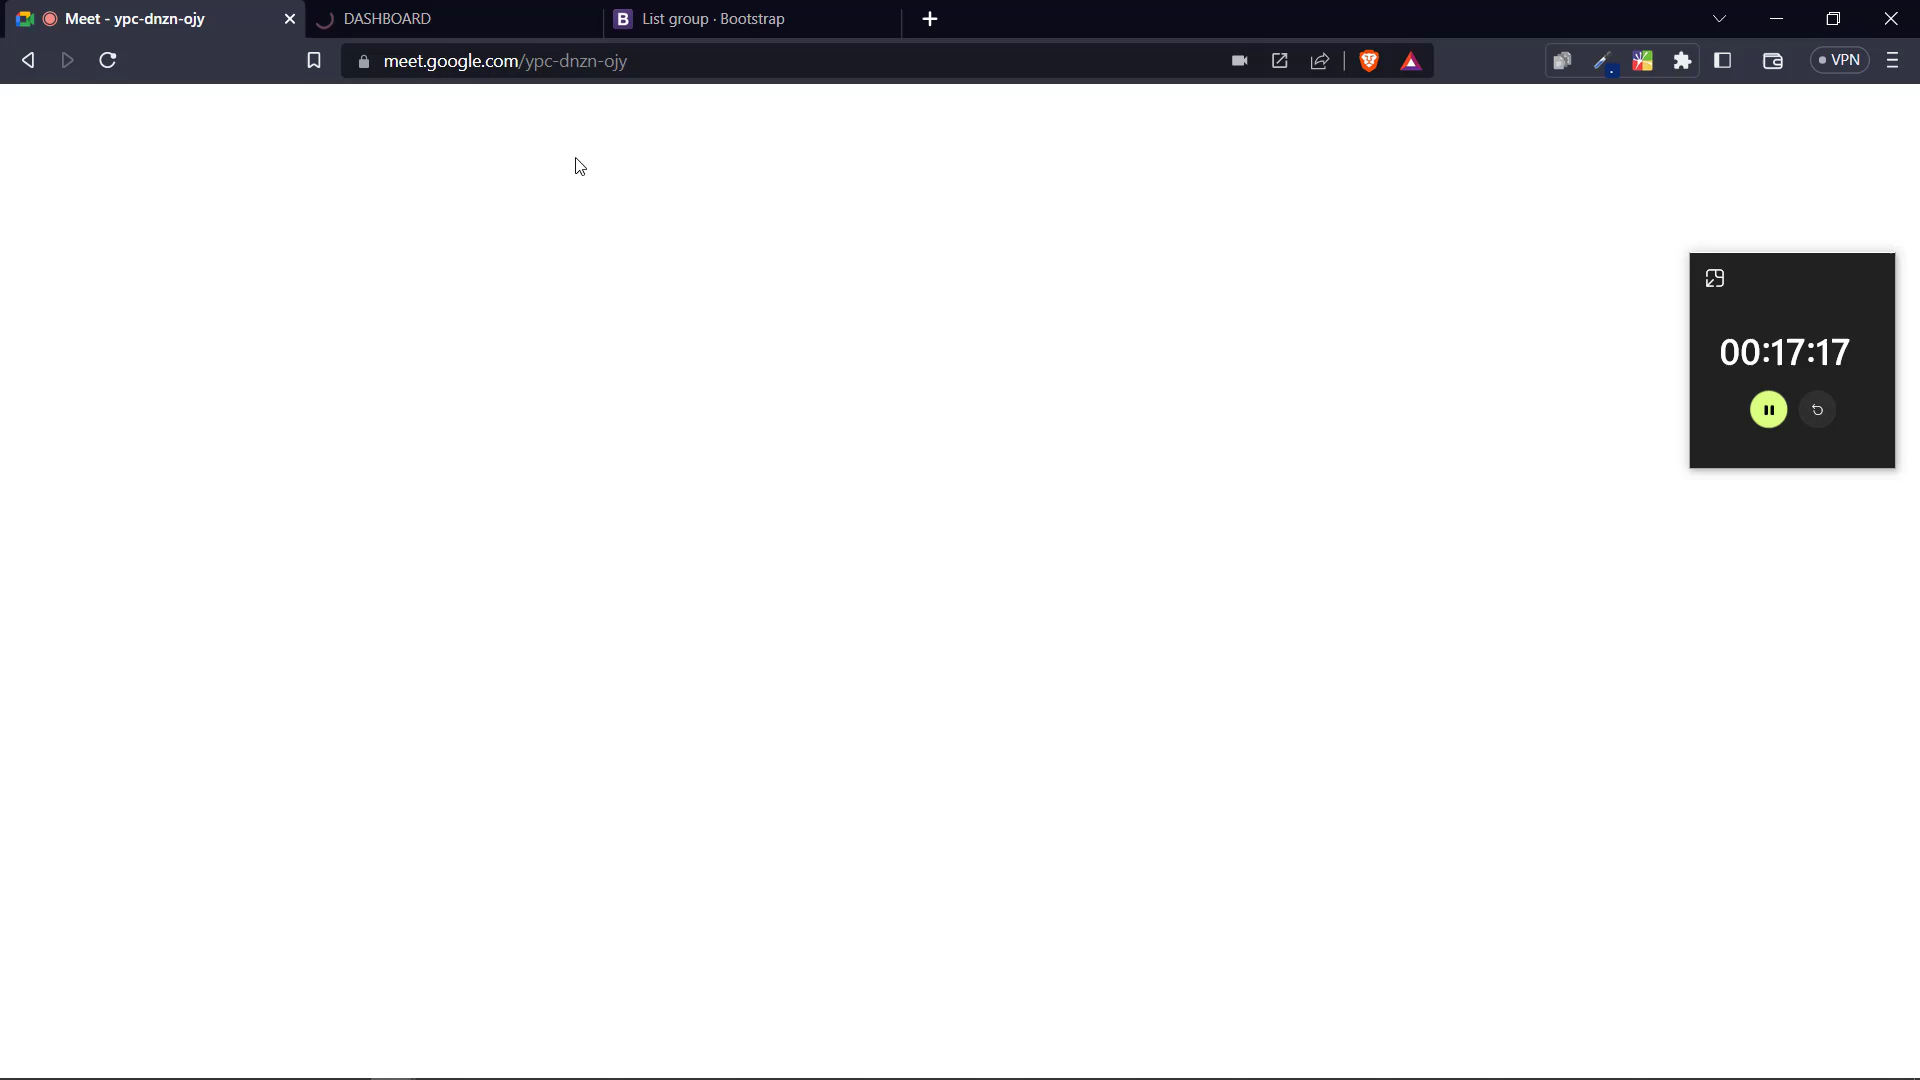 Meet - ypc-dnzn-ojy
DASHBOARD
B List group · Bootstrap
meet.google.com/ypc-dnzn-ojy
VPN
00:17:17